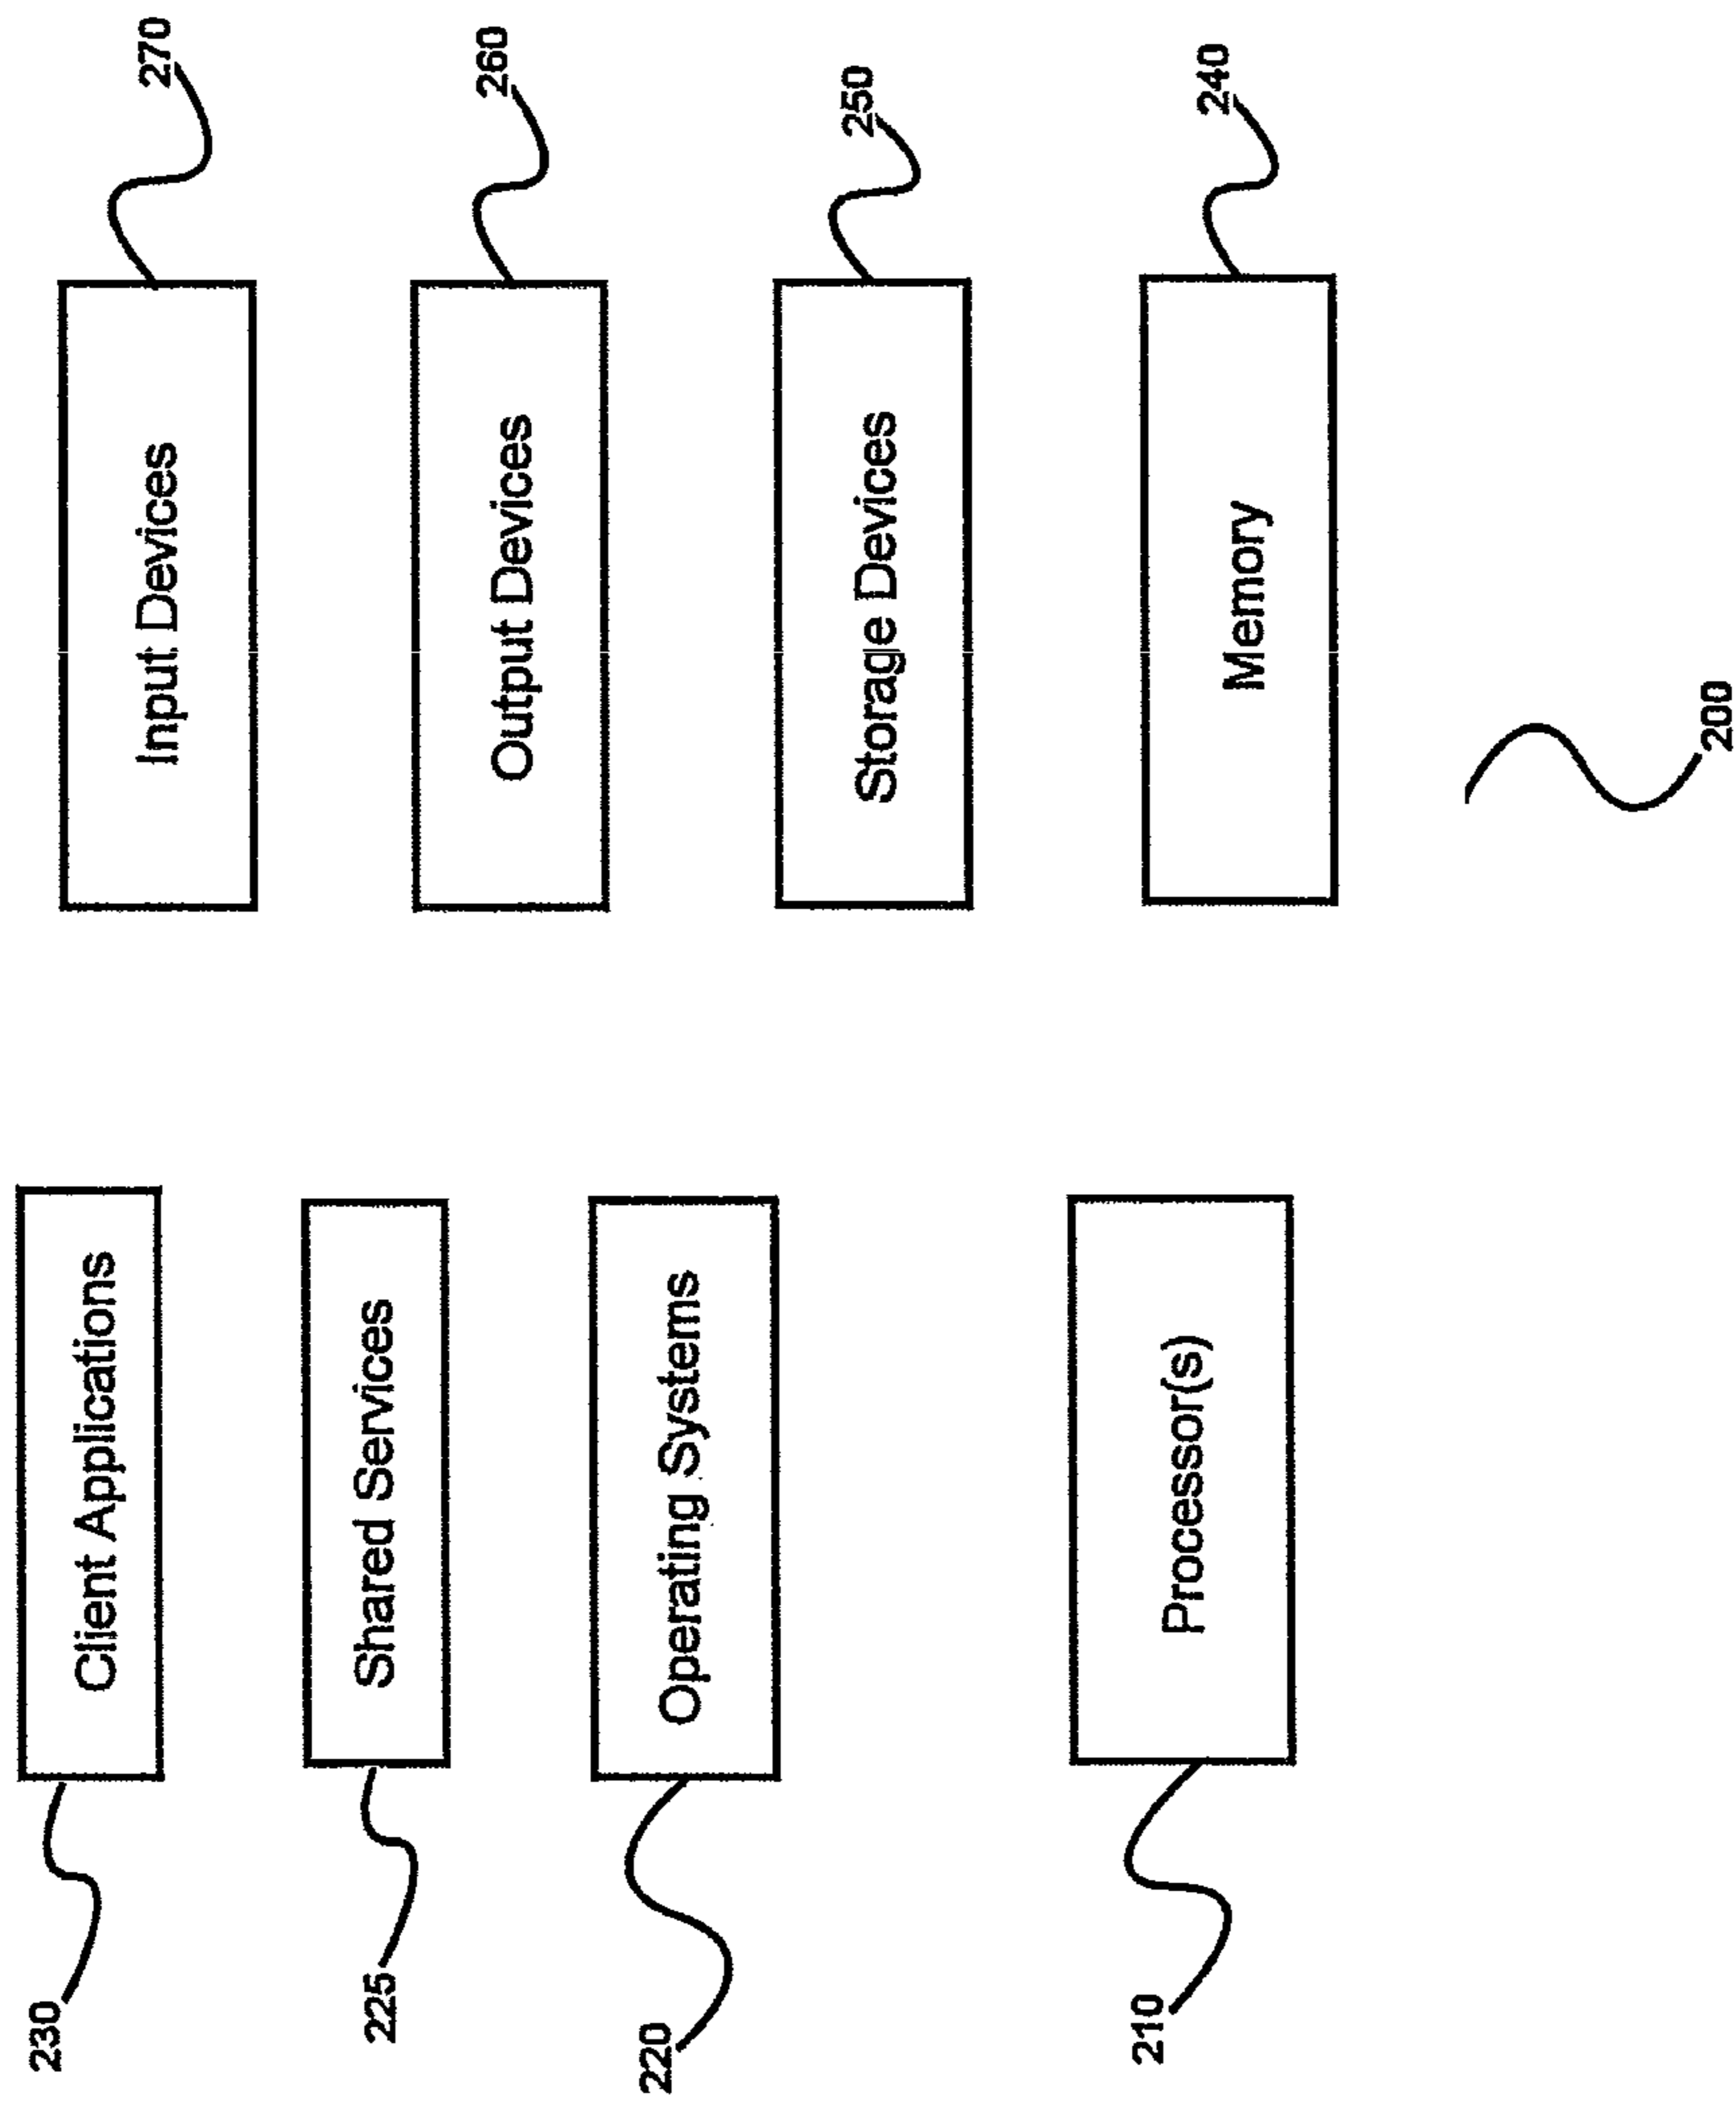 230
Client Applications
Input Devices
270
225
Shared Services
Output Devices
260
220
Operating Systems
Storage Devices
250
210
Processor(s)
Memory
240
200